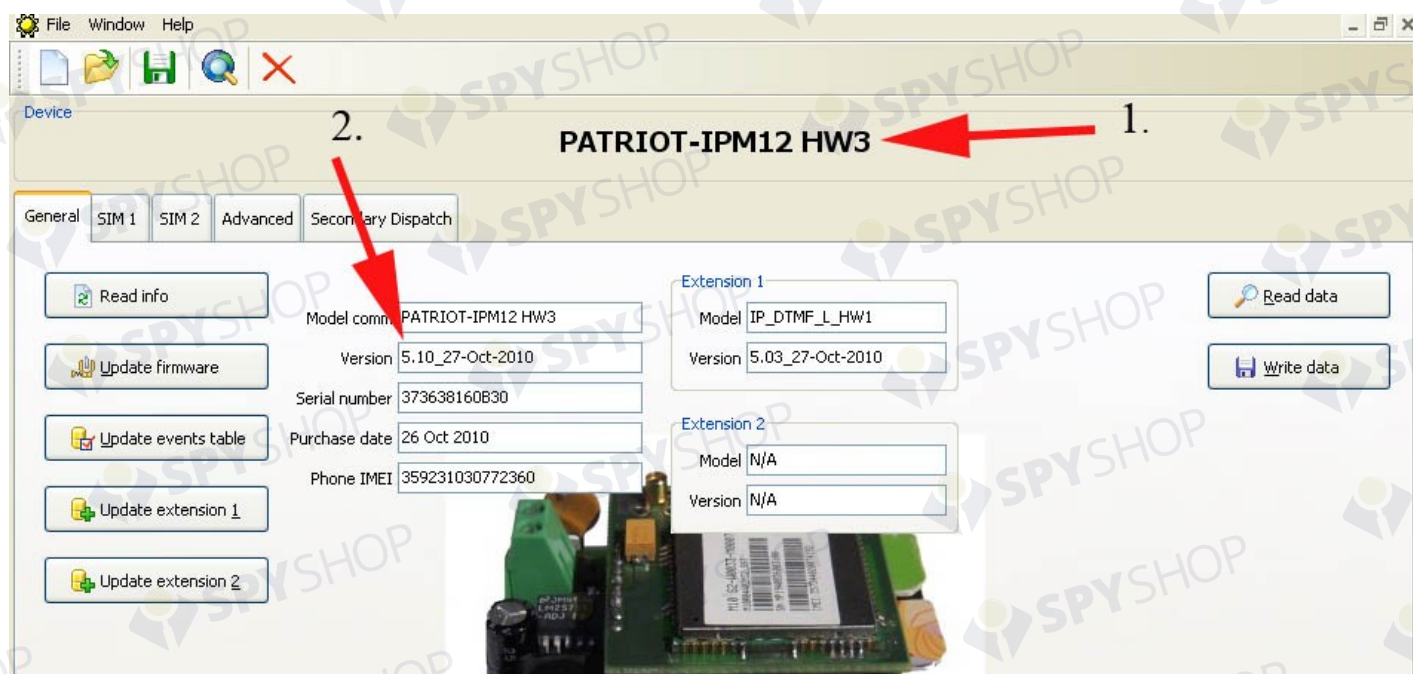 File Window Help
Device
2.
PATRIOT-IPM12 HW3
1.
General SIM 1 SIM 2 Advanced Secondary Dispatch
Read info
Update firmware
Update events table
Update extension 1
Update extension 2
Model comm PATRIOT-IPM12 HW3
Version 5.10_27-Oct-2010
Serial number 373638160B30
Purchase date 26 Oct 2010
Phone IMEI 359231030772360
Extension 1
Model IP_DTMF_L_HW1
Version 5.03_27-Oct-2010
Extension 2
Model N/A
Version N/A
Read data
Write data
SPYSHOP